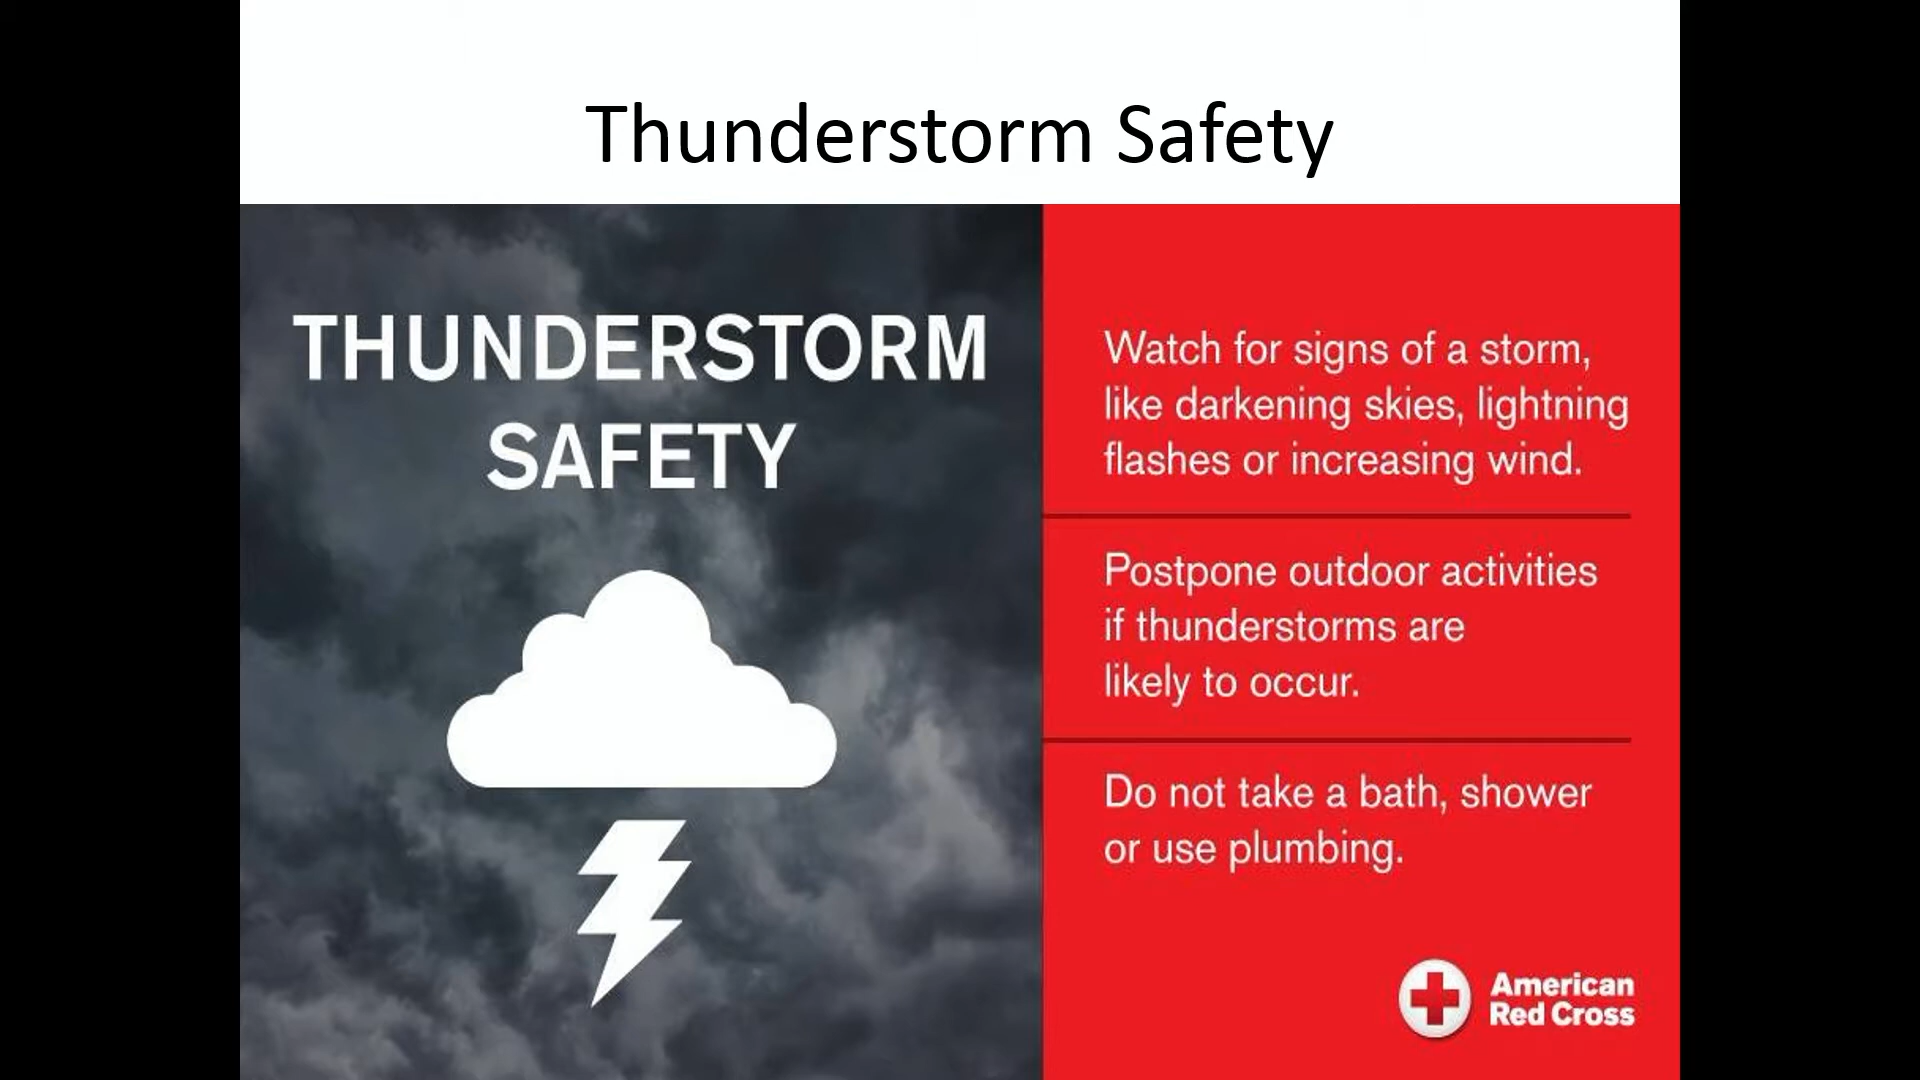 Thunderstorm Safety
THUNDERSTORM
SAFETY
Watch for signs of a storm,
like darkening skies, lightning
flashes or increasing wind.
Postpone outdoor activities
if thunderstorms are
likely to occur.
Do not take a bath, shower
or use plumbing.
American
Red Cross